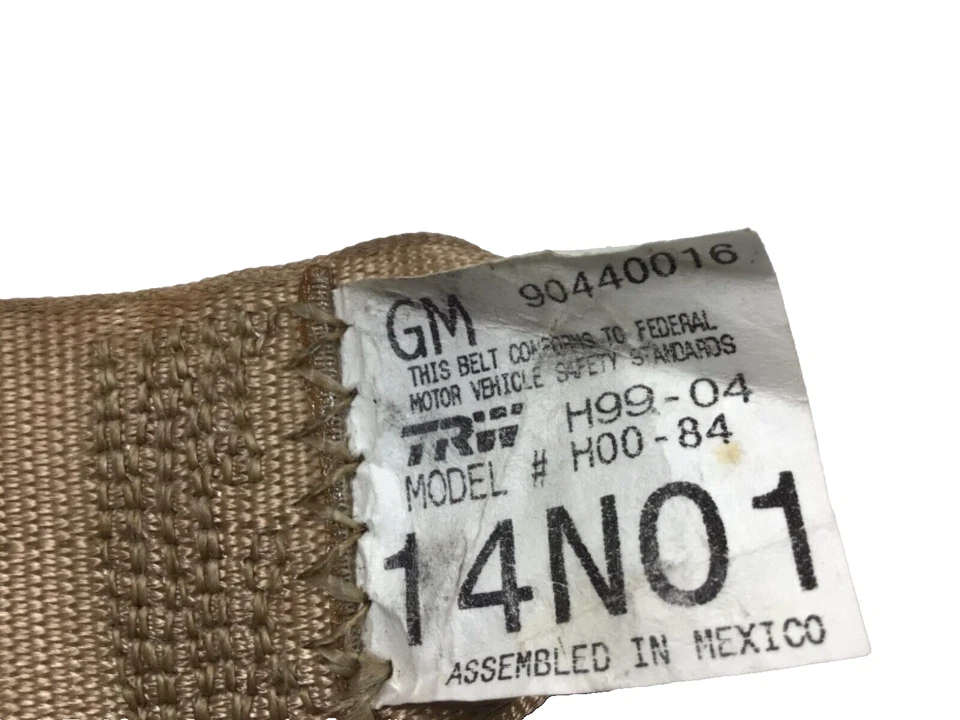 GM 90440016
THIS BELT CONFORMS TO FEDERAL
MOTOR VEHICLE SAFETY STANDARDS
TRW H99-04
MODEL # H00-84
14N01
ASSEMBLED IN MEXICO